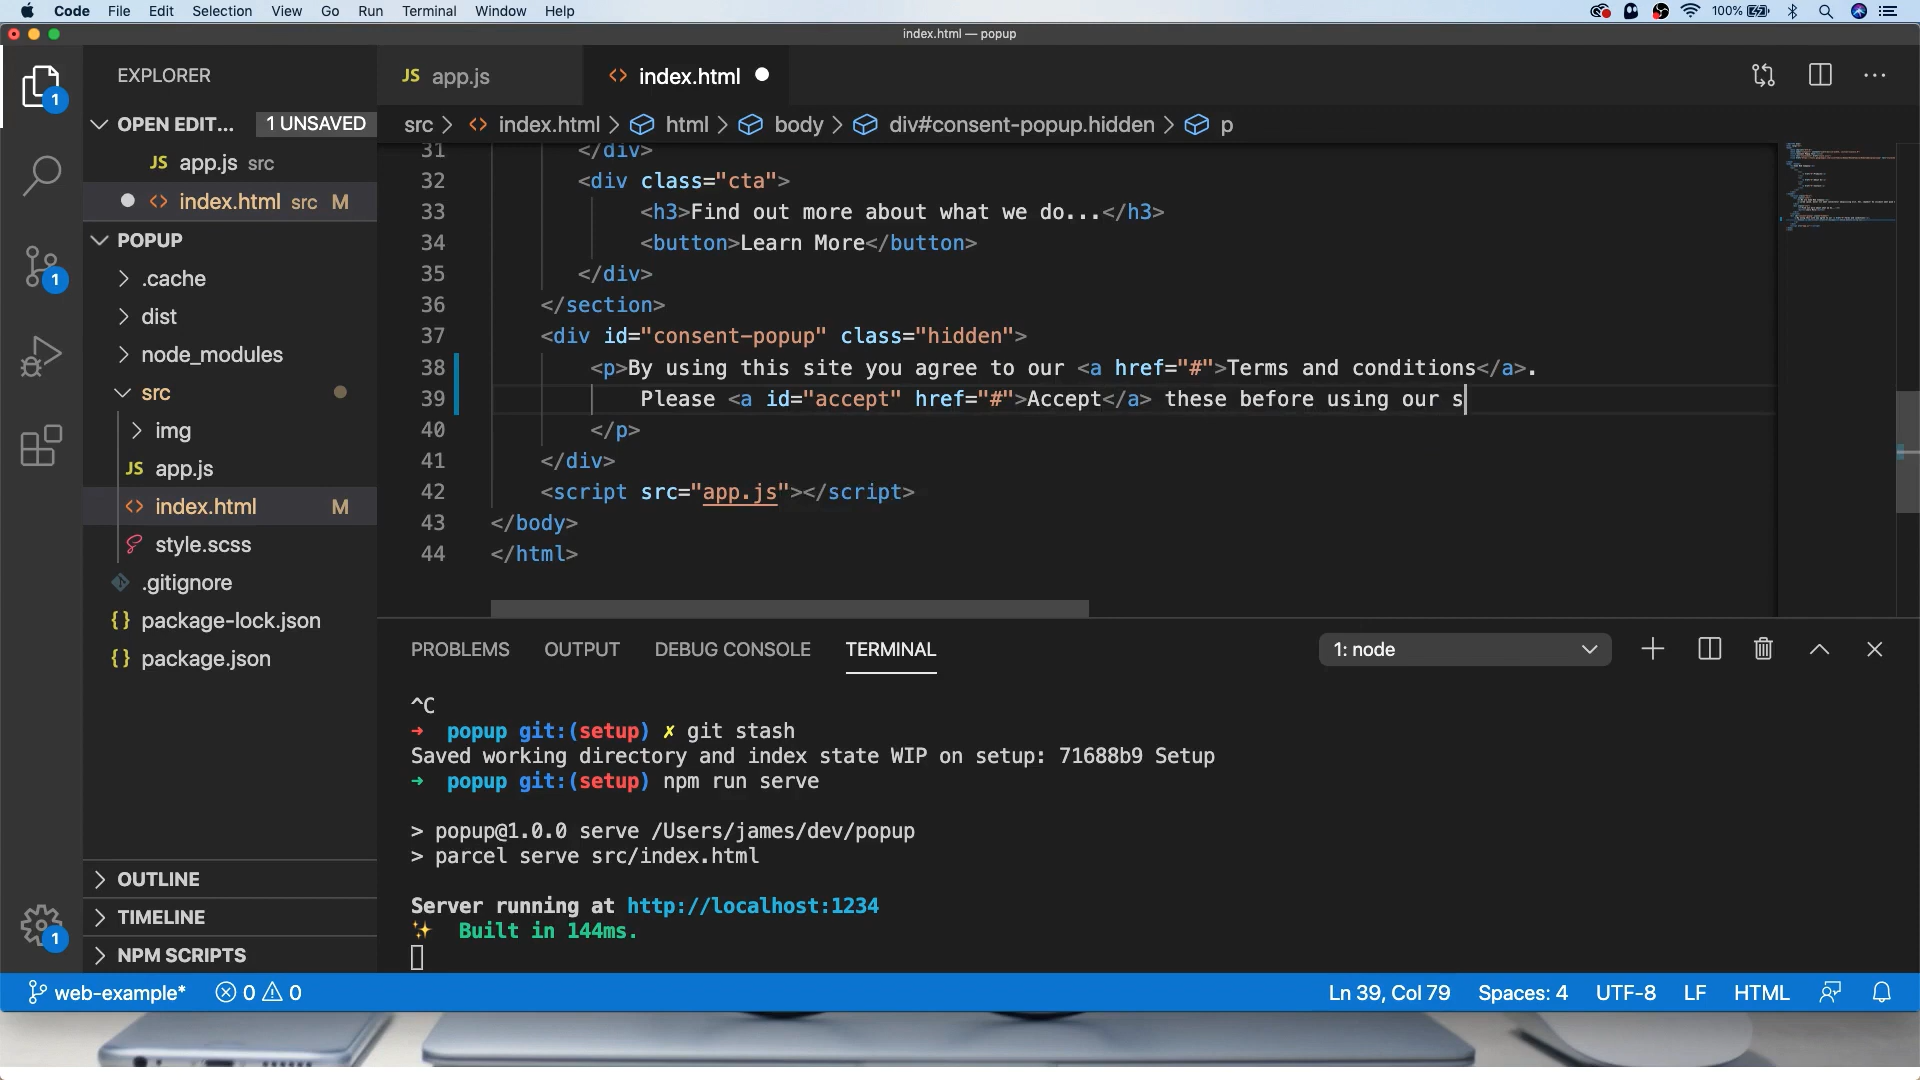 Code File Edit Selection View Go Run Terminal Window Help 100%
index.html — popup
EXPLORER
OPEN EDIT... 1 UNSAVED
JS app.js src
index.html src M
POPUP
.cache
dist
node_modules
src
img
JS app.js
index.html M
style.scss
.gitignore
{} package-lock.json
{} package.json
OUTLINE
TIMELINE
NPM SCRIPTS
1
1
1
JS app.js
<> index.html
src > <> index.html > html > body > div#consent-popup.hidden > p
31 </div>
32 <div class="cta">
33 <h3>Find out more about what we do...</h3>
34 <button>Learn More</button>
35 </div>
36 </section>
37 <div id="consent-popup" class="hidden">
38 <p>By using this site you agree to our <a href="#">Terms and conditions</a>.
39 Please <a id="accept" href="#">Accept</a> these before using our s
40 </p>
41 </div>
42 <script src="app.js"></script>
43 </body>
44 </html>
PROBLEMS OUTPUT DEBUG CONSOLE TERMINAL 1: node
^C
→ popup git:(setup) ✗ git stash
Saved working directory and index state WIP on setup: 71688b9 Setup
→ popup git:(setup) npm run serve
> popup@1.0.0 serve /Users/james/dev/popup
> parcel serve src/index.html
Server running at http://localhost:1234
✨ Built in 144ms.
web-example* 0 0 Ln 39, Col 79 Spaces: 4 UTF-8 LF HTML